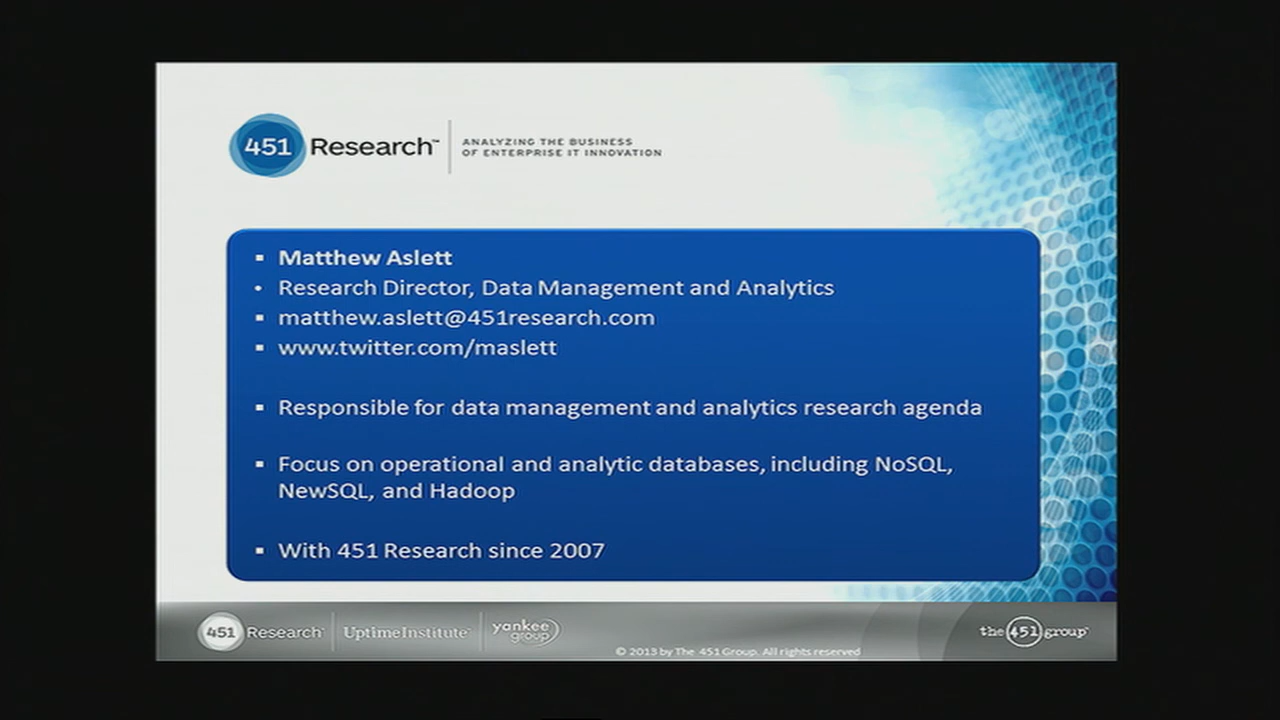 451 Research™
ANALYZING THE BUSINESS
OF ENTERPRISE IT INNOVATION
▪ Matthew Aslett
• Research Director, Data Management and Analytics
▪ matthew.aslett@451research.com
▪ www.twitter.com/maslett
▪ Responsible for data management and analytics research agenda
▪ Focus on operational and analytic databases, including NoSQL,
NewSQL, and Hadoop
▪ With 451 Research since 2007
451 Research
UptimeInstitute
yankee
group
the 451 group
© 2013 by The 451 Group. All rights reserved